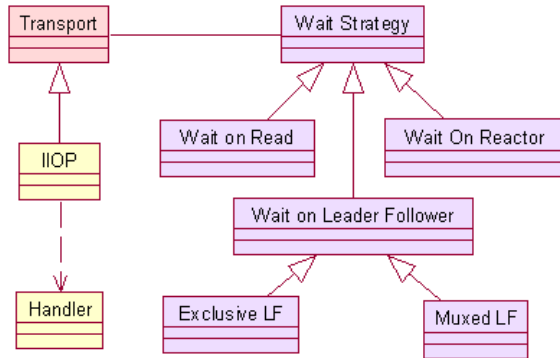 Transport
Wait Strategy
Wait on Read
Wait On Reactor
IIOP
Wait on Leader Follower
Handler
Exclusive LF
Muxed LF